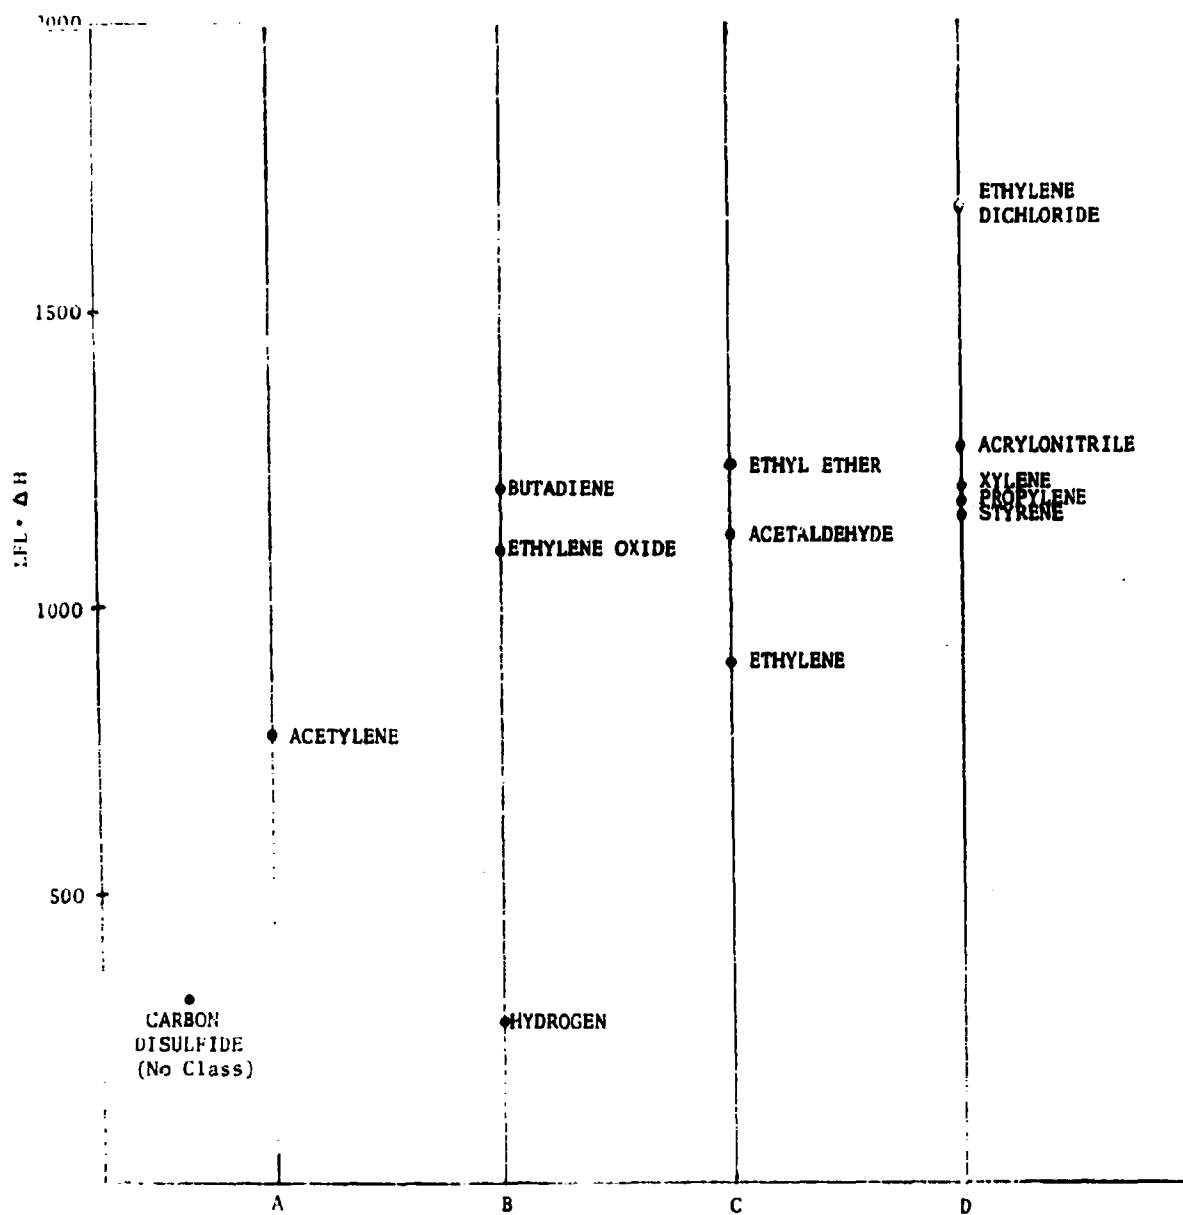 2000
ETHYLENE
DICHLORIDE
1500
ACRYLONITRILE
ETHYL ETHER
XYLENE
BUTADIENE
PROPYLENE
STYRENE
LFL • Δ H
ACETALDEHYDE
ETHYLENE OXIDE
1000
ETHYLENE
ACETYLENE
500
CARBON
DISULFIDE
(No Class)
HYDROGEN
A B C D